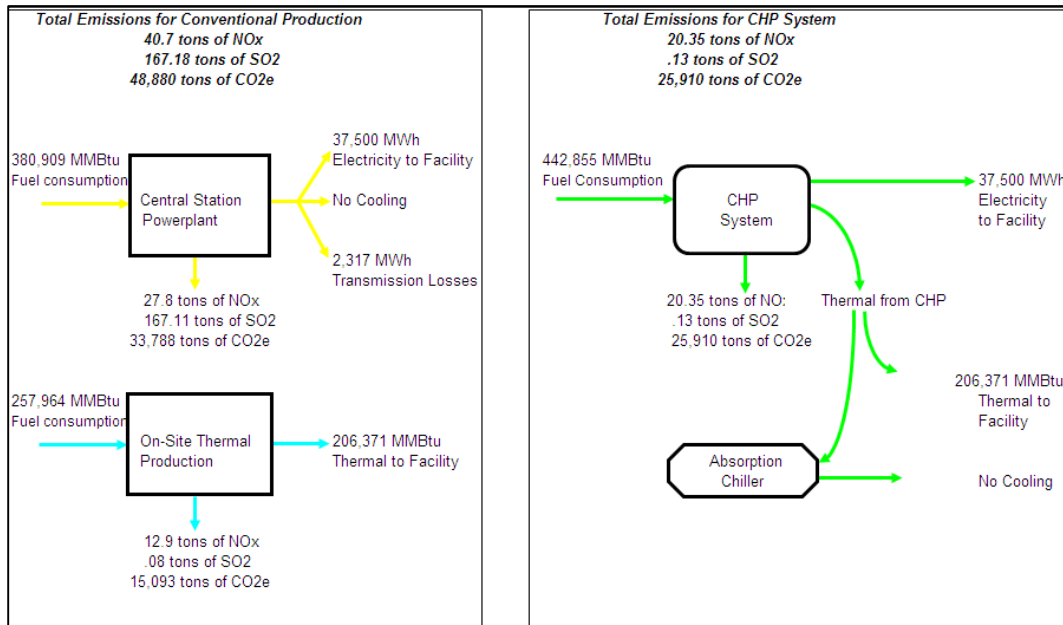 Total Emissions for Conventional Production
40.7 tons of NOx
167.18 tons of SO2
48,880 tons of CO2e
380,909 MMBtu
Fuel consumption
Central Station
Powerplant
37,500 MWh
Electricity to Facility
No Cooling
2,317 MWh
Transmission Losses
27.8 tons of NOx
167.11 tons of SO2
33,788 tons of CO2e
257,964 MMBtu
Fuel consumption
On-Site Thermal
Production
206,371 MMBtu
Thermal to Facility
12.9 tons of NOx
.08 tons of SO2
15,093 tons of CO2e
Total Emissions for CHP System
20.35 tons of NOx
.13 tons of SO2
25,910 tons of CO2e
442,855 MMBtu
Fuel Consumption
CHP
System
37,500 MWh
Electricity
to Facility
20.35 tons of NO:
.13 tons of SO2
25,910 tons of CO2e
Thermal from CHP
206,371 MMBtu
Thermal to
Facility
Absorption
Chiller
No Cooling